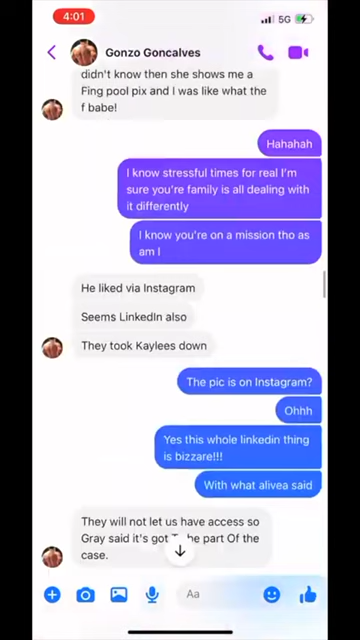 4:01
5G
Gonzo Goncalves
didn't know then she shows me a
Fing pool pix and I was like what the
f babe!
Hahahah
I know stressful times for real I'm
sure you're family is all dealing with
it differently
I know you're on a mission tho as
am I
He liked via Instagram
Seems LinkedIn also
They took Kaylees down
The pic is on Instagram?
Ohhh
Yes this whole linkedin thing
is bizzare!!!
With what alivea said
They will not let us have access so
Gray said it's got be part Of the
case.
Aa